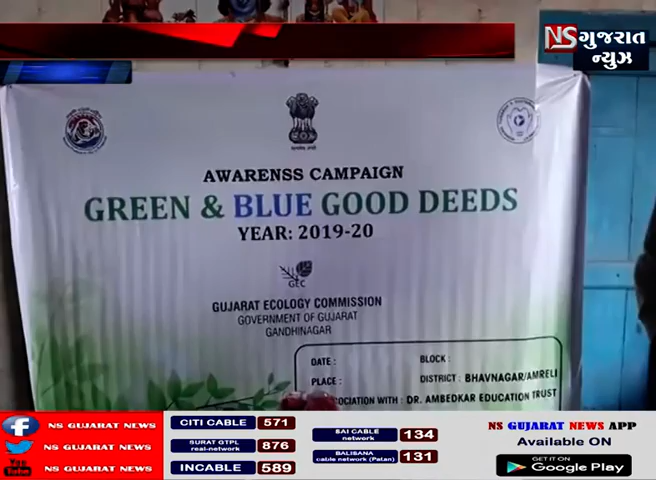 NS ગુજરાત
ન્યુઝ
AWARENSS CAMPAIGN
GREEN & BLUE GOOD DEEDS
YEAR: 2019-20
GEC
GUJARAT ECOLOGY COMMISSION
GOVERNMENT OF GUJARAT
GANDHINAGAR
DATE : BLOCK :
PLACE : DISTRICT : BHAVNAGAR/AMRELI
OCIATION WITH : DR. AMBEDKAR EDUCATION TRUST
NS GUJARAT NEWS
NS GUJARAT NEWS
You Tube NS GUJARAT NEWS
CITI CABLE 571
SURAT GTPL real-network 876
INCABLE 589
SAI CABLE network 134
BALISANA cable network (Patan) 131
NS GUJARAT NEWS APP
Available ON
GET IT ON
Google Play